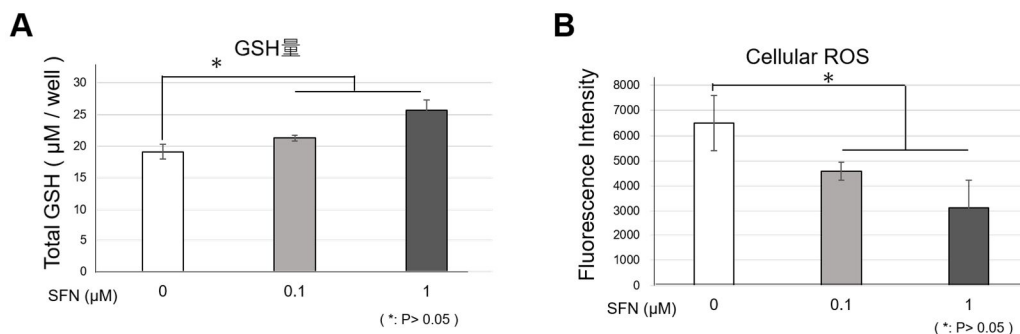 A
GSH量
*
Total GSH ( μM / well )
30
25
20
15
10
5
0
SFN (μM)
0
0.1
1
( *: P> 0.05 )
B
Cellular ROS
*
Fluorescence Intensity
8000
7000
6000
5000
4000
3000
2000
1000
0
SFN (μM)
0
0.1
1
( *: P> 0.05 )